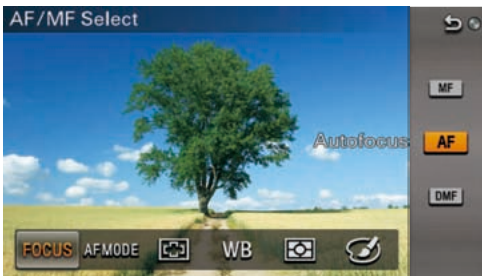 AF/MF Select
MF
Autofocus
AF
DMF
FOCUS AFMODE WB